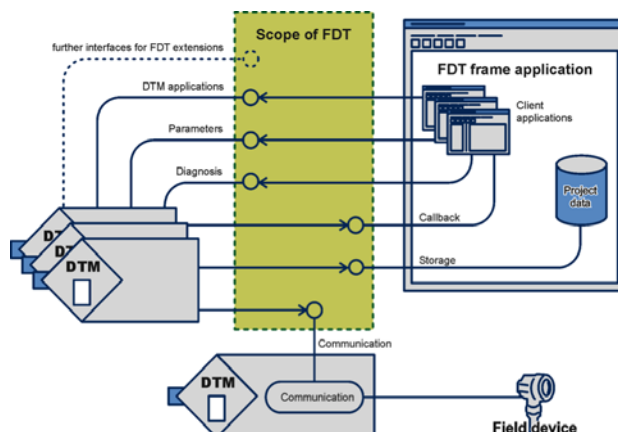 Scope of FDT
further interfaces for FDT extensions
FDT frame application
DTM applications
Client
applications
Parameters
Diagnosis
Project
data
Callback
Storage
DTM
DTM
DTM
Communication
DTM
Communication
Field device